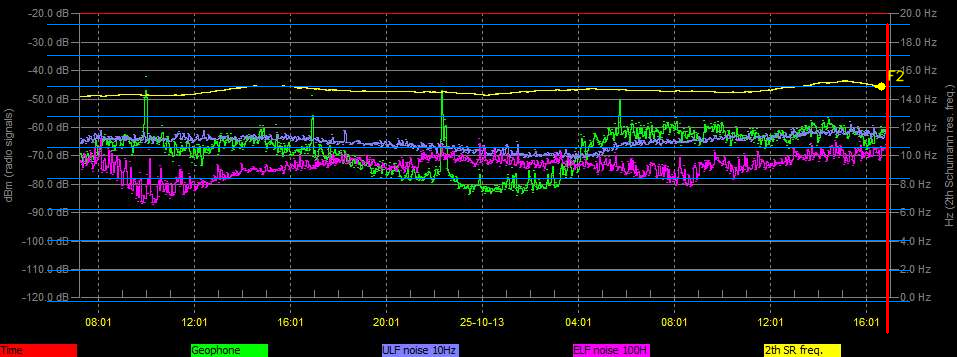 -20.0 dB 20.0 Hz
-30.0 dB 18.0 Hz
-40.0 dB 16.0 Hz
F2
-50.0 dB 14.0 Hz
-60.0 dB 12.0 Hz
-70.0 dB 10.0 Hz
-80.0 dB 8.0 Hz
-90.0 dB 6.0 Hz
-100.0 dB 4.0 Hz
-110.0 dB 2.0 Hz
-120.0 dB 0.0 Hz
dBm (radio signals)
Hz (2th Schumann res. freq.)
08:01 12:01 16:01 20:01 25-10-13 04:01 08:01 12:01 16:01
Time Geophone ULF noise 10Hz ELF noise 100H 2th SR freq.